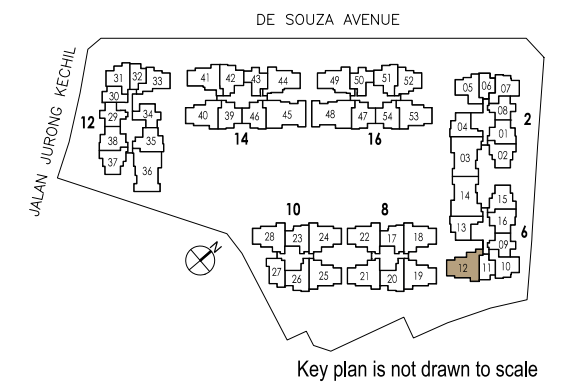 DE SOUZA AVENUE
JALAN JURONG KECHIL
31 32 33
30
29
12
38
37
34
35
36
41 42 43 44
40 39 46 45
14
49 50 51 52
48 47 54 53
16
05 06 07
08
2
04
01
03
02
14
15
16
13
6
09
12 11 10
10
28 23 24
27 26 25
8
22 17 18
21 20 19
N
Key plan is not drawn to scale